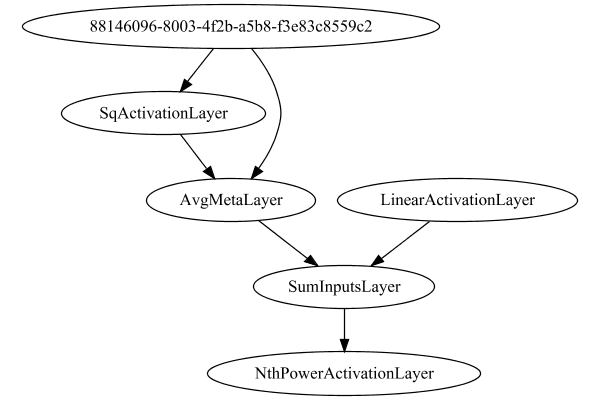 88146096-8003-4f2b-a5b8-f3e83c8559c2
SqActivationLayer
AvgMetaLayer
LinearActivationLayer
SumInputsLayer
NthPowerActivationLayer